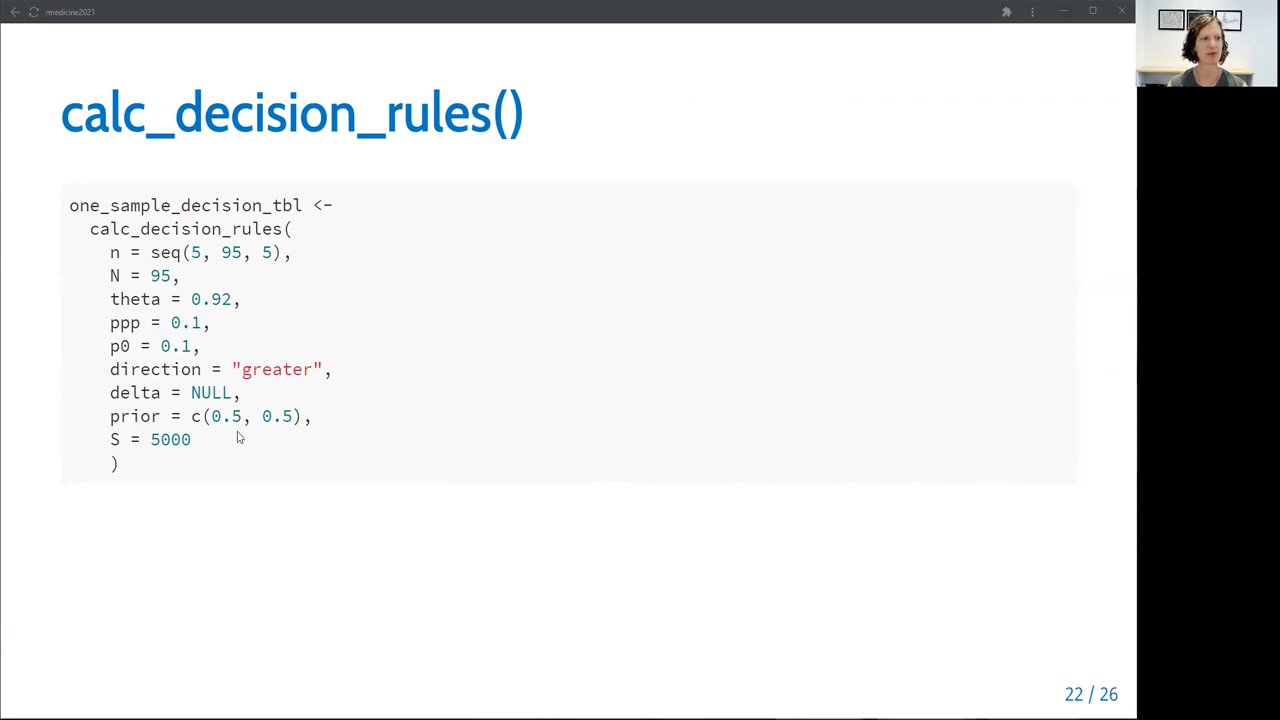 rmedicine2021
calc_decision_rules()
one_sample_decision_tbl <-
  calc_decision_rules(
    n = seq(5, 95, 5),
    N = 95,
    theta = 0.92,
    ppp = 0.1,
    p0 = 0.1,
    direction = "greater",
    delta = NULL,
    prior = c(0.5, 0.5),
    S = 5000
    )
22 / 26